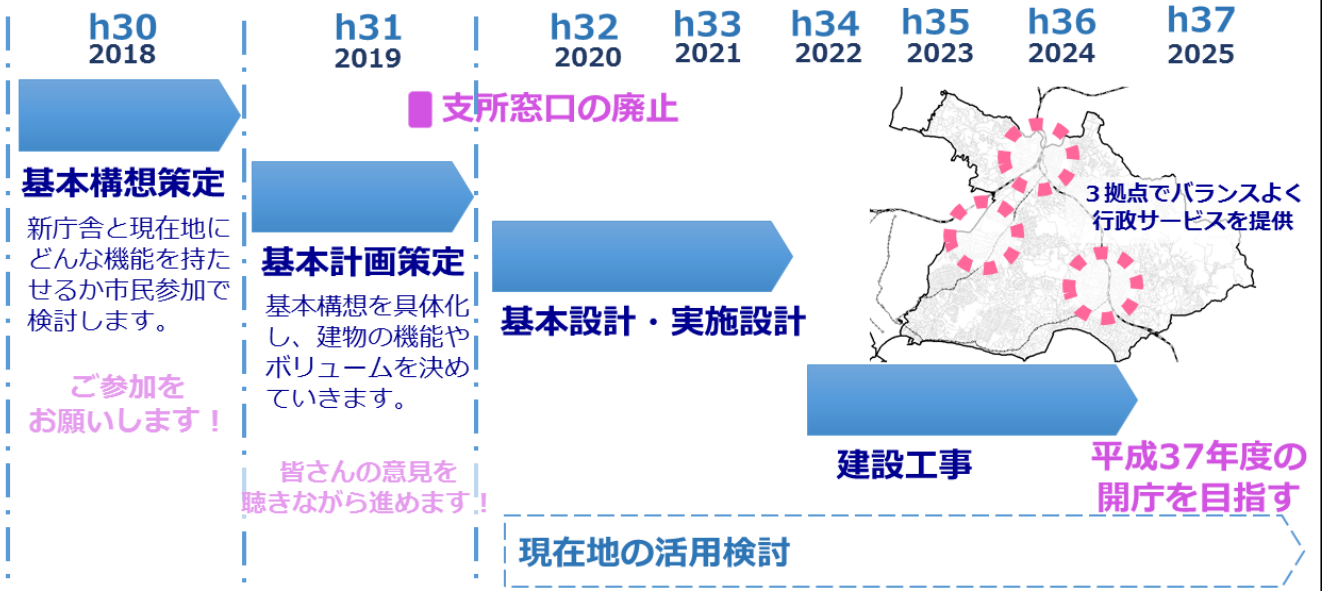 h30
2018
h31
2019
h32
2020
h33
2021
h34
2022
h35
2023
h36
2024
h37
2025
支所窓口の廃止
基本構想策定
新庁舎と現在地に
どんな機能を持た
せるか市民参加で
検討します。
ご参加を
お願いします！
基本計画策定
基本構想を具体化
し、建物の機能や
ボリュームを決め
ていきます。
皆さんの意見を
聴きながら進めます！
基本設計・実施設計
３拠点でバランスよく
行政サービスを提供
建設工事
平成37年度の
開庁を目指す
現在地の活用検討